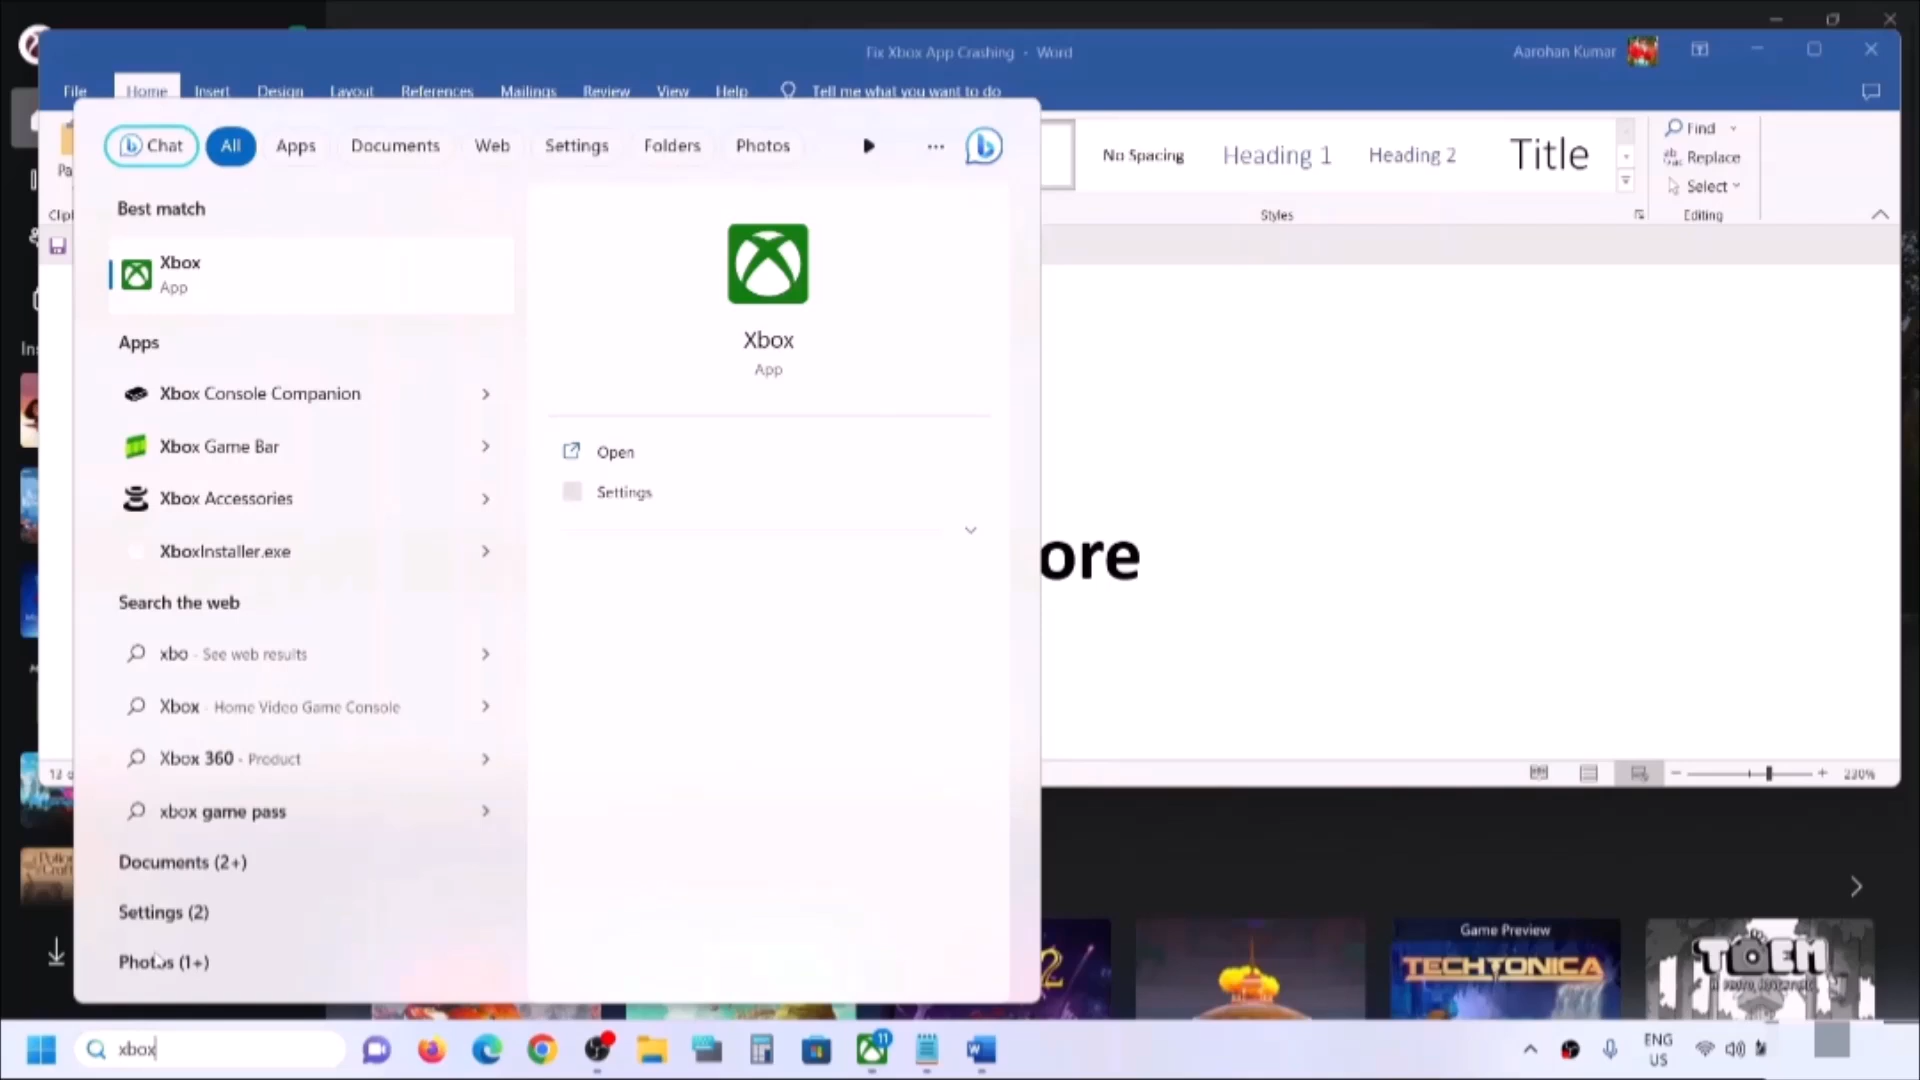 Fix Xbox App Crashing - Word
Aarohan Kumar
File Home Insert Design Layout References Mailings Review View Help Tell me what you want to do
Chat All Apps Documents Web Settings Folders Photos
No Spacing Heading 1 Heading 2 Title
Find
Replace
Select
Styles
Editing
Best match
Xbox
App
Apps
Xbox Console Companion
Xbox Game Bar
Xbox Accessories
XboxInstaller.exe
Search the web
xbo - See web results
Xbox - Home Video Game Console
Xbox 360 - Product
xbox game pass
Documents (2+)
Settings (2)
Photos (1+)
Xbox
App
Open
Settings
ore
230%
Game Preview
TECHTONICA
TOEM
2
xbox
11
ENG
US